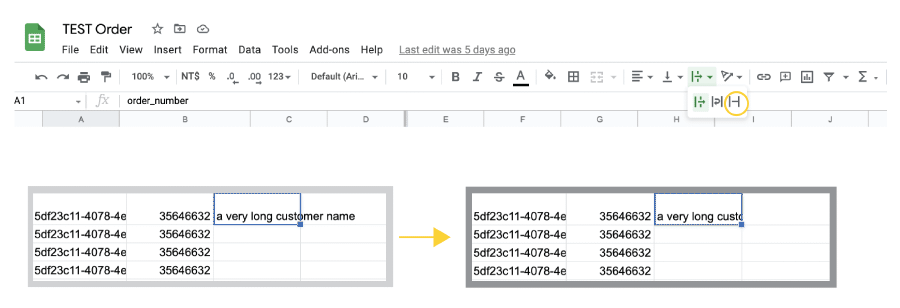 TEST Order
File Edit View Insert Format Data Tools Add-ons Help Last edit was 5 days ago
100% NT$ % .0 .00 123 Default (Ari... 10 B I S A Σ
A1 fx order_number
A B C D E F G H I J
5df23c11-4078-4e 35646632 a very long customer name
5df23c11-4078-4e 35646632
5df23c11-4078-4e 35646632
5df23c11-4078-4e 35646632
5df23c11-4078-4e 35646632 a very long custo
5df23c11-4078-4e 35646632
5df23c11-4078-4e 35646632
5df23c11-4078-4e 35646632